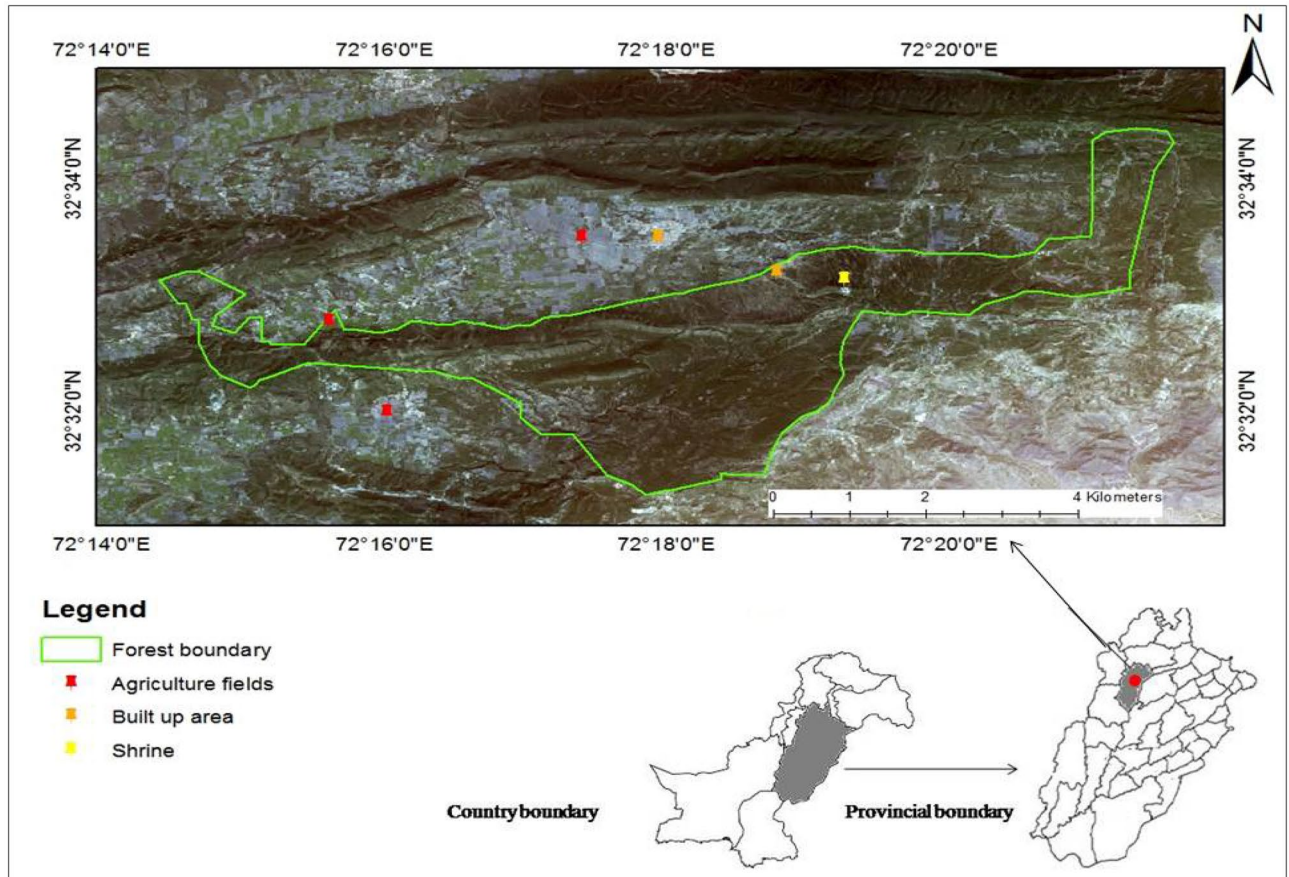 N
72°14'0"E 72°16'0"E 72°18'0"E 72°20'0"E
32°34'0"N
32°34'0"N
32°32'0"N
32°32'0"N
0 1 2 4 Kilometers
72°14'0"E 72°16'0"E 72°18'0"E 72°20'0"E
Legend
Forest boundary
Agriculture fields
Built up area
Shrine
Country boundary
Provincial boundary